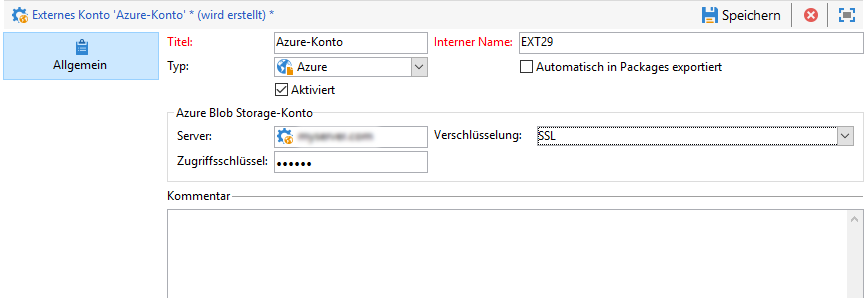 Externes Konto 'Azure-Konto' * (wird erstellt) *
Speichern
Allgemein
Titel: Azure-Konto Interner Name: EXT29
Typ: Azure Automatisch in Packages exportiert
Aktiviert
Azure Blob Storage-Konto
Server: Verschlüsselung: SSL
Zugriffsschlüssel: ••••••
Kommentar